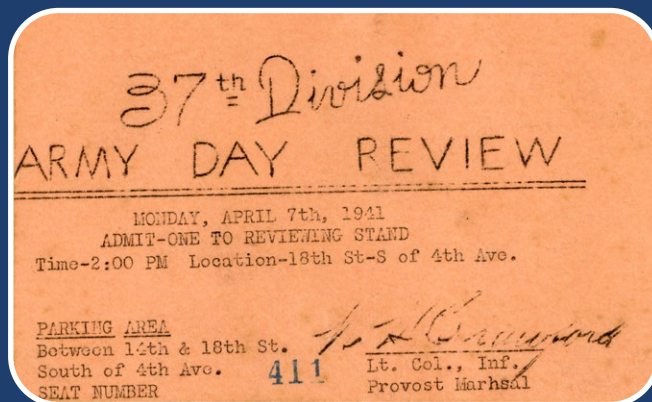 37th Division
ARMY DAY REVIEW
MONDAY, APRIL 7th, 1941
ADMIT-ONE TO REVIEWING STAND
Time-2:00 PM Location-18th St-S of 4th Ave.
PARKING AREA
Between 14th & 18th St.
South of 4th Ave. 411
SEAT NUMBER
Crawford
Lt. Col., Inf.
Provost Marhsal